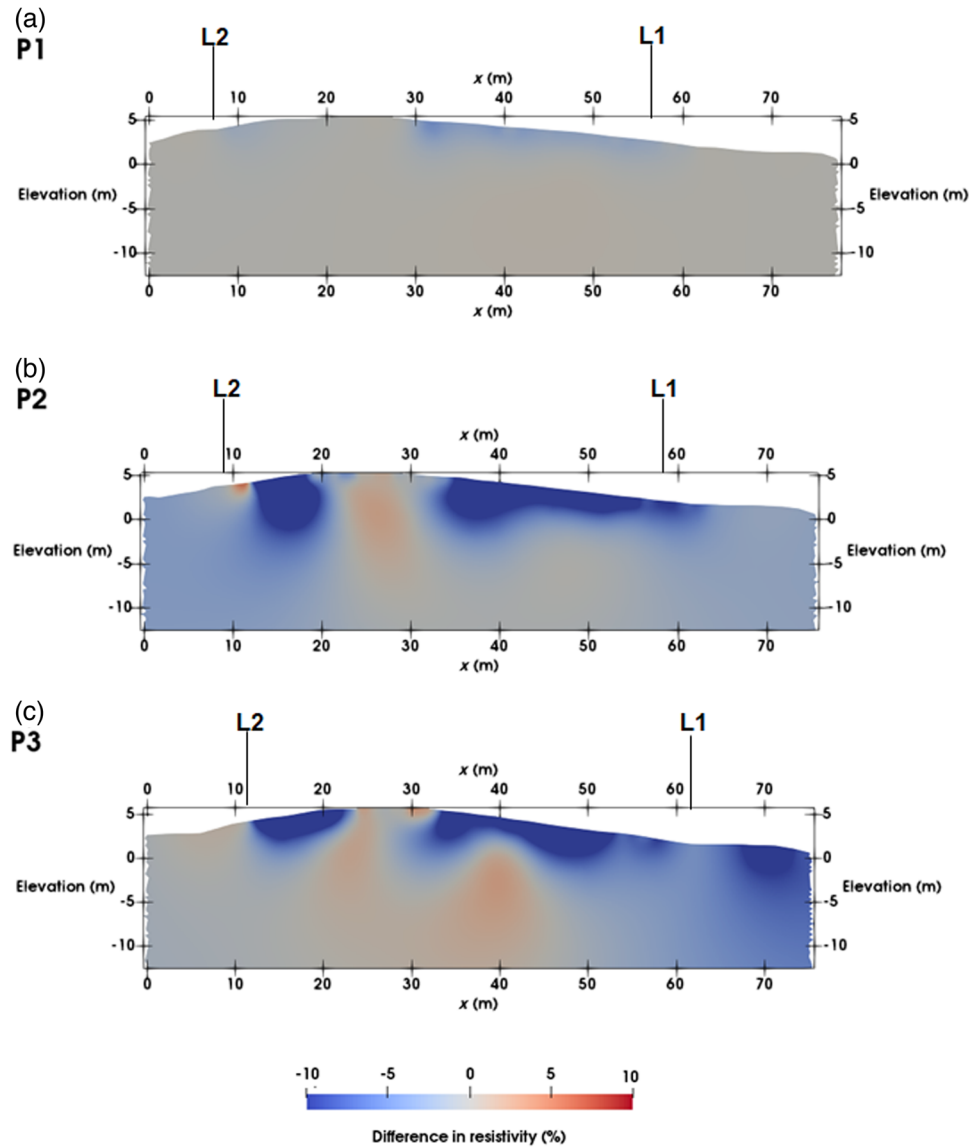 (a)
P1
L2 L1
x (m)
0 10 20 30 40 50 60 70
5 5
0 0
Elevation (m) -5 -5 Elevation (m)
-10 -10
0 10 20 30 40 50 60 70
x (m)
(b)
P2
L2 L1
x (m)
0 10 20 30 40 50 60 70
5 5
0 0
Elevation (m) -5 -5 Elevation (m)
-10 -10
0 10 20 30 40 50 60 70
x (m)
(c)
P3
L2 L1
x (m)
0 10 20 30 40 50 60 70
5 5
0 0
Elevation (m) -5 -5 Elevation (m)
-10 -10
0 10 20 30 40 50 60 70
x (m)
-10 -5 0 5 10
Difference in resistivity (%)